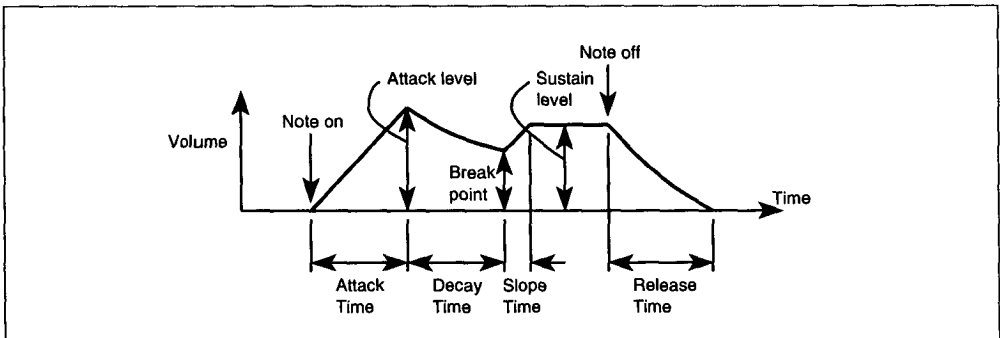 Note off
Attack level
Sustain
level
Note on
Volume
Break
point
Time
Attack
Time
Decay
Time
Slope
Time
Release
Time